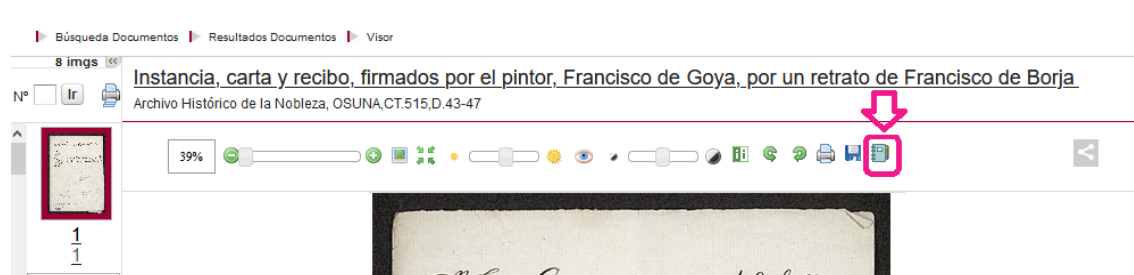 Búsqueda Documentos Resultados Documentos Visor
8 imgs
Instancia, carta y recibo, firmados por el pintor, Francisco de Goya, por un retrato de Francisco de Borja
Nº Ir
Archivo Histórico de la Nobleza, OSUNA,CT.515,D.43-47
39%
1
1